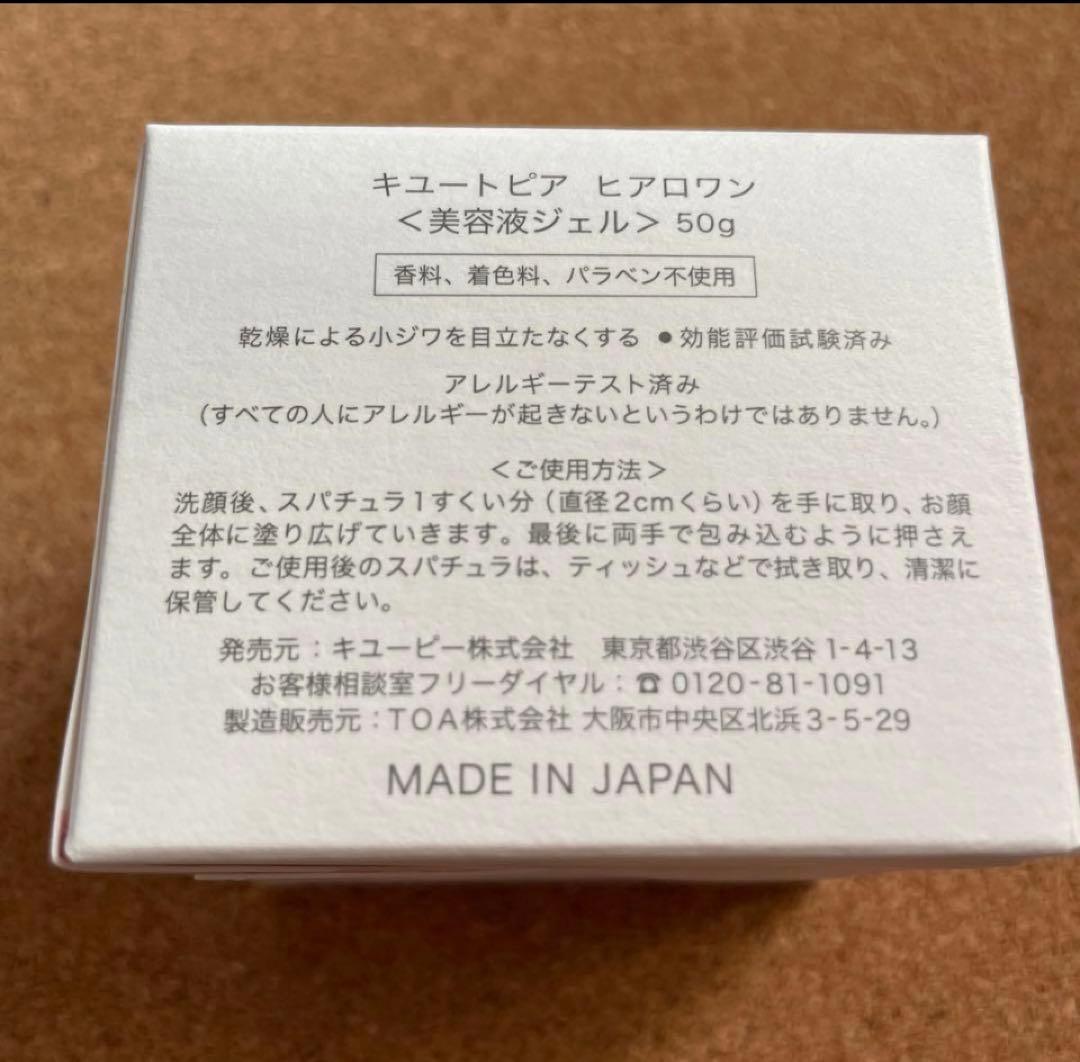 キユートピア ヒアロワン
＜美容液ジェル＞ 50g
香料、着色料、パラベン不使用
乾燥による小ジワを目立たなくする ●効能評価試験済み
アレルギーテスト済み
（すべての人にアレルギーが起きないというわけではありません。）
＜ご使用方法＞
洗顔後、スパチュラ1すくい分（直径2cmくらい）を手に取り、お顔
全体に塗り広げていきます。最後に両手で包み込むように押さえ
ます。ご使用後のスパチュラは、ティッシュなどで拭き取り、清潔に
保管してください。
発売元：キユーピー株式会社 東京都渋谷区渋谷1-4-13
お客様相談室フリーダイヤル：☎0120-81-1091
製造販売元：TOA株式会社 大阪市中央区北浜3-5-29
MADE IN JAPAN